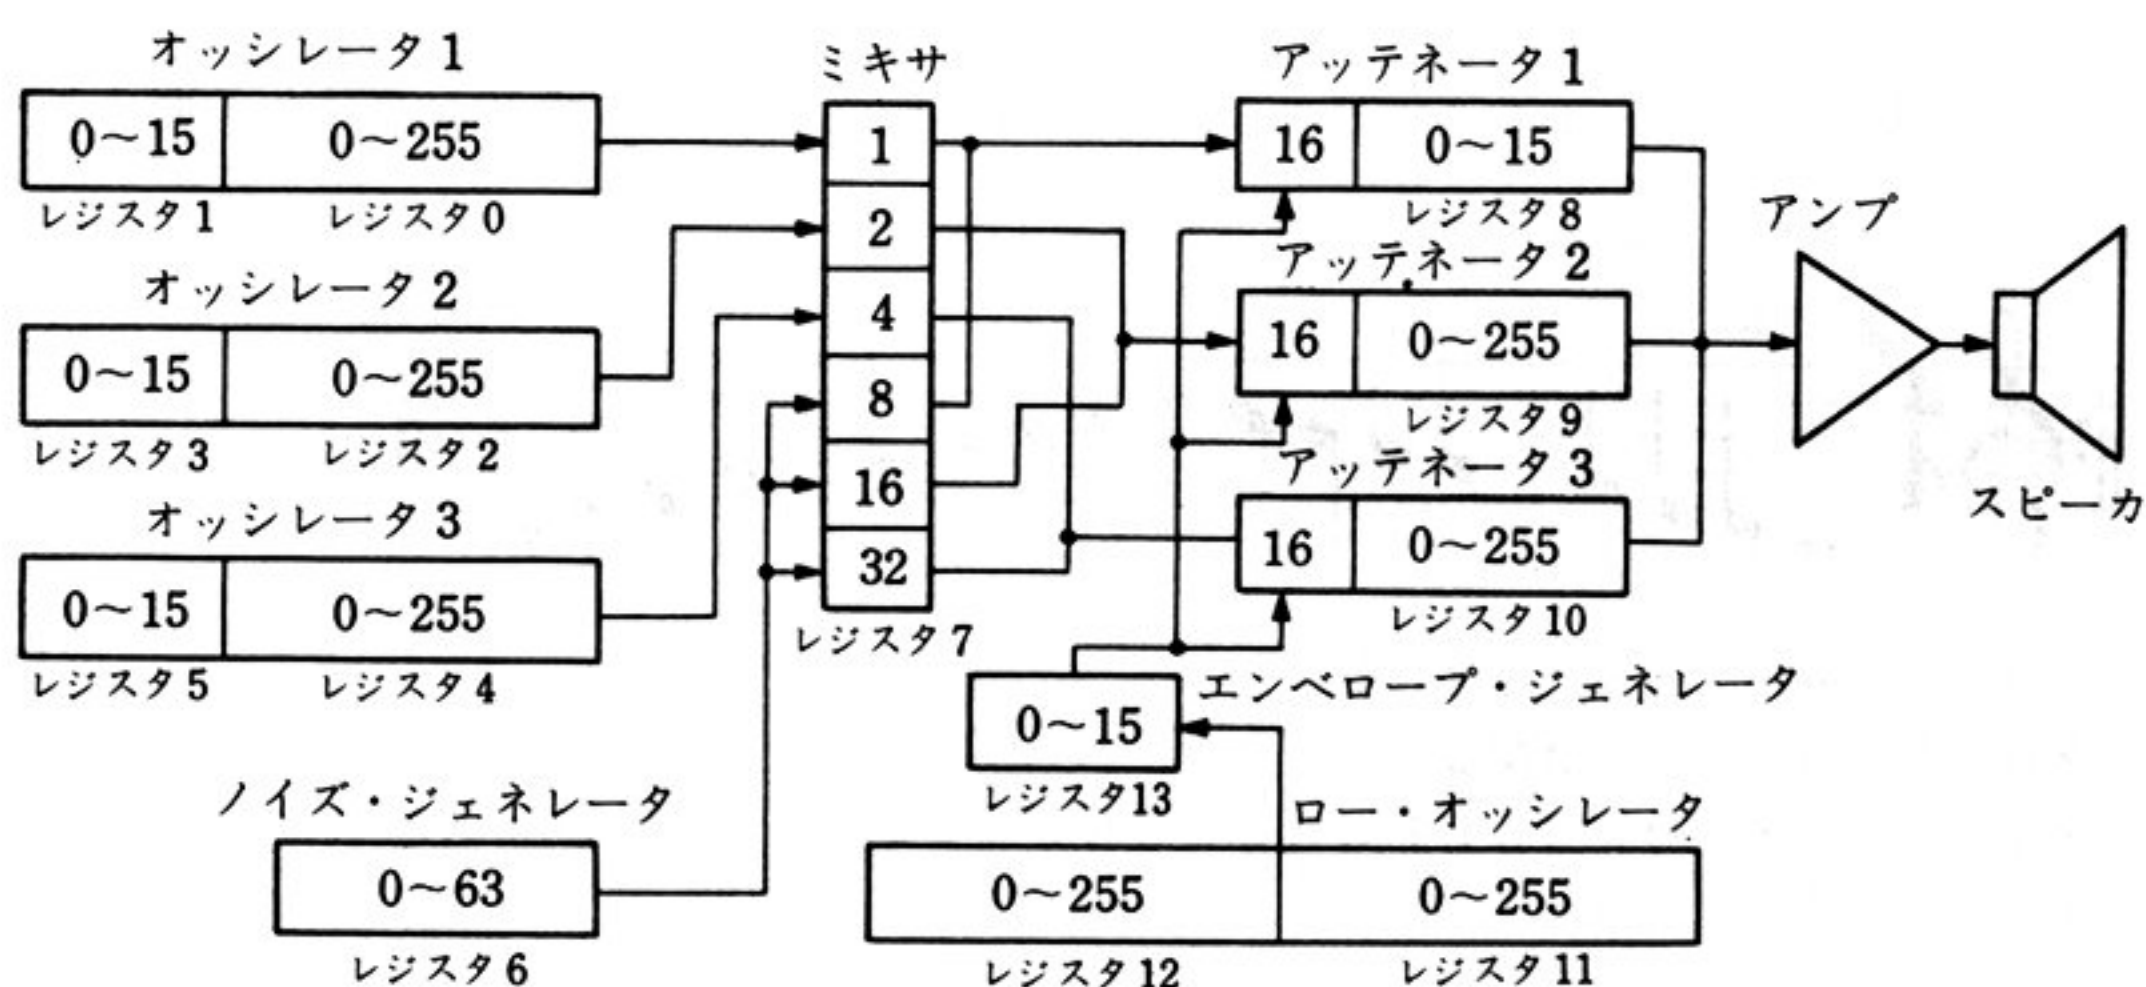 オッシレータ1
0～15
0～255
レジスタ1
レジスタ0
オッシレータ2
0～15
0～255
レジスタ3
レジスタ2
オッシレータ3
0～15
0～255
レジスタ5
レジスタ4
ノイズ・ジェネレータ
0～63
レジスタ6
ミキサ
1
2
4
8
16
32
レジスタ7
アッテネータ1
16
0～15
レジスタ8
アッテネータ2
16
0～255
レジスタ9
アッテネータ3
16
0～255
レジスタ10
エンベロープ・ジェネレータ
0～15
レジスタ13
ロー・オッシレータ
0～255
0～255
レジスタ12
レジスタ11
アンプ
スピーカ